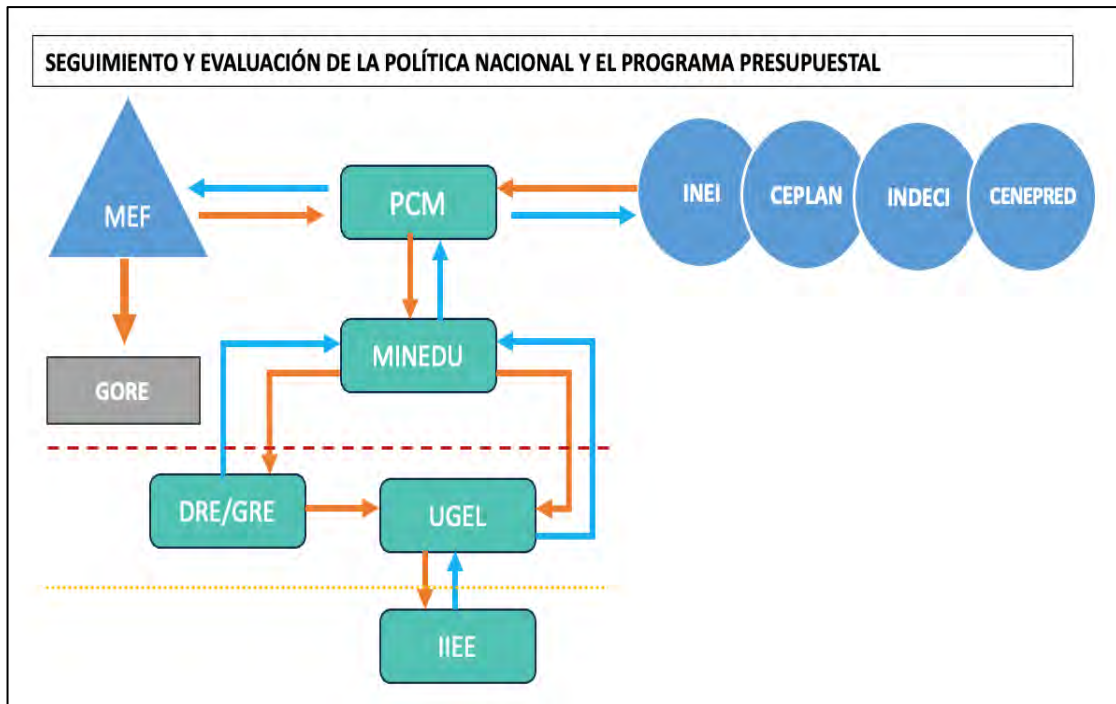 SEGUIMIENTO Y EVALUACIÓN DE LA POLÍTICA NACIONAL Y EL PROGRAMA PRESUPUESTAL
MEF
PCM
INEI
CEPLAN
INDECI
CENEPRED
MINEDU
GORE
DRE/GRE
UGEL
IIEE